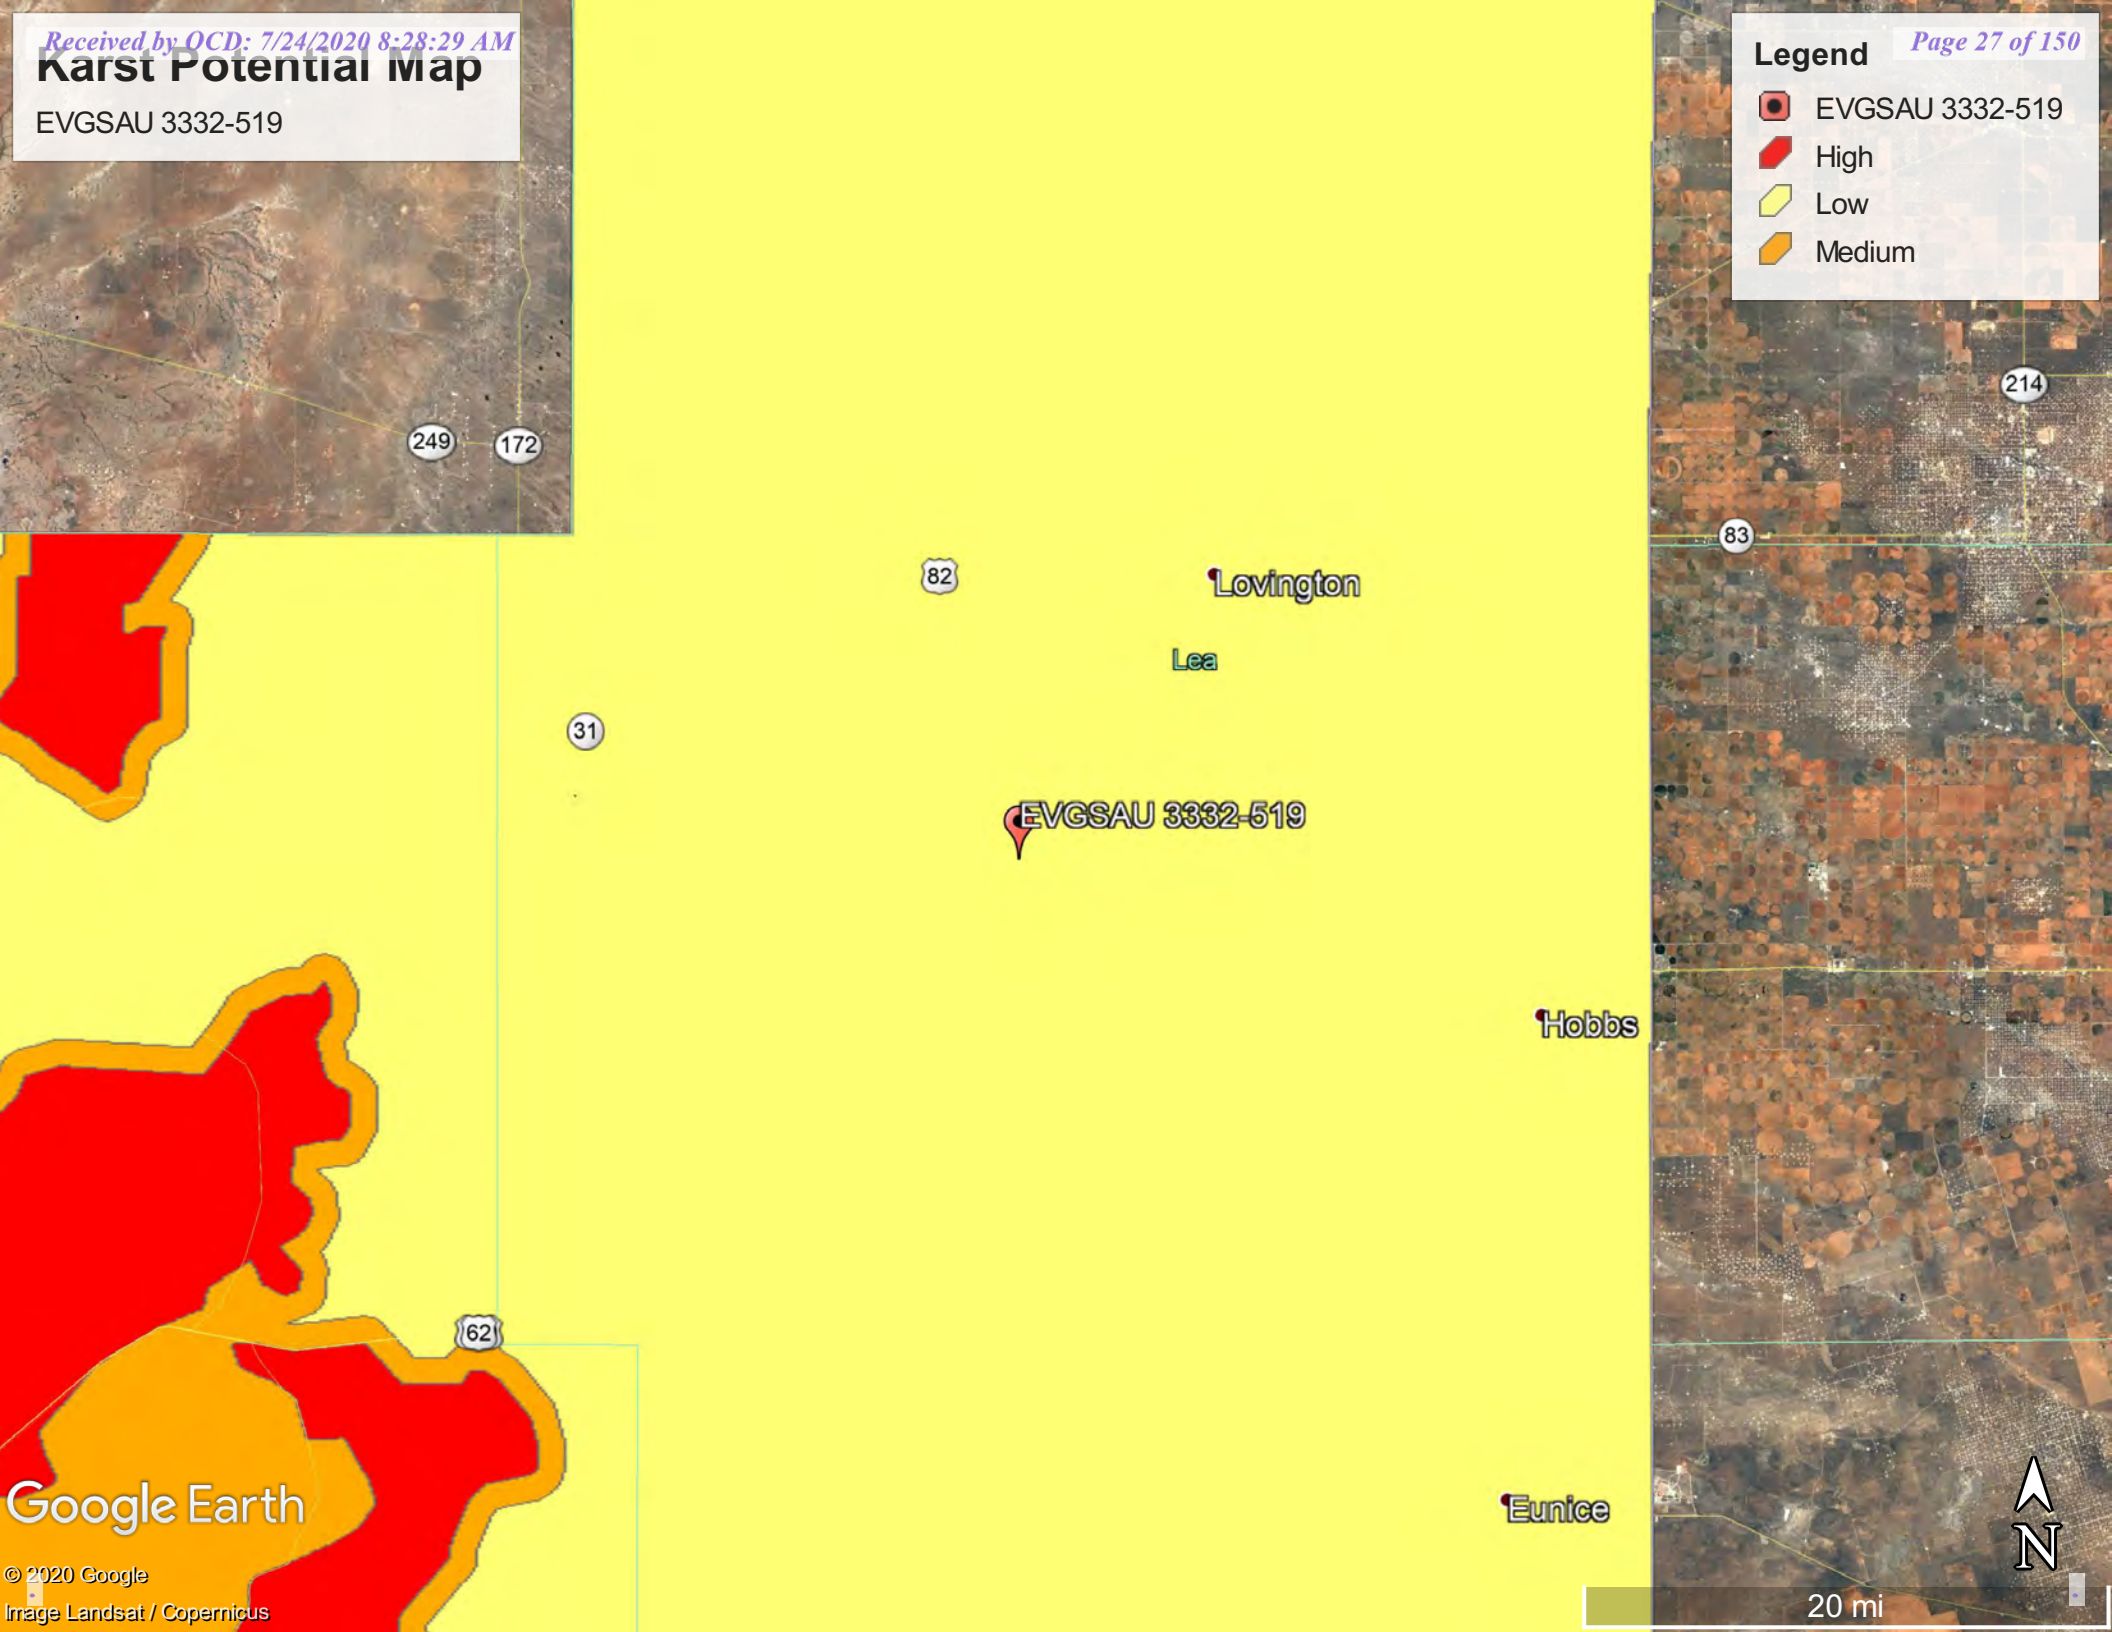 Received by OCD: 7/24/2020 8:28:29 AM
Page 27 of 150
Karst Potential Map
EVGSAU 3332-519
Legend
EVGSAU 3332-519
High
Low
Medium
214
249
172
83
82
Lovington
Lea
31
EVGSAU 3332-519
Hobbs
62
Eunice
Google Earth
N
© 2020 Google
Image Landsat / Copernicus
20 mi